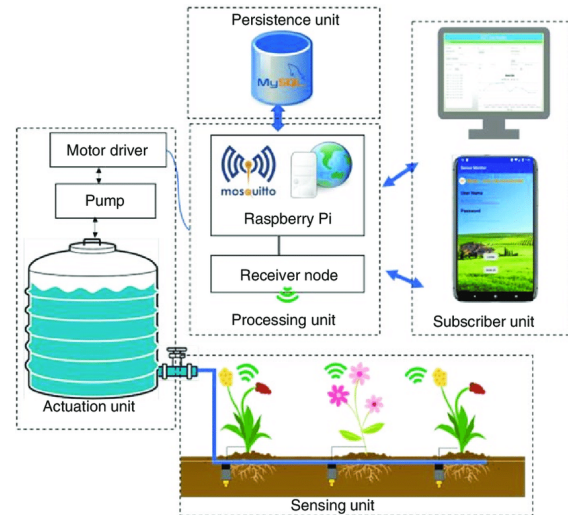 Persistence unit
MySQL
Motor driver
Pump
mosquitto
Raspberry Pi
Receiver node
Processing unit
User Name
Password
Subscriber unit
Actuation unit
Sensing unit